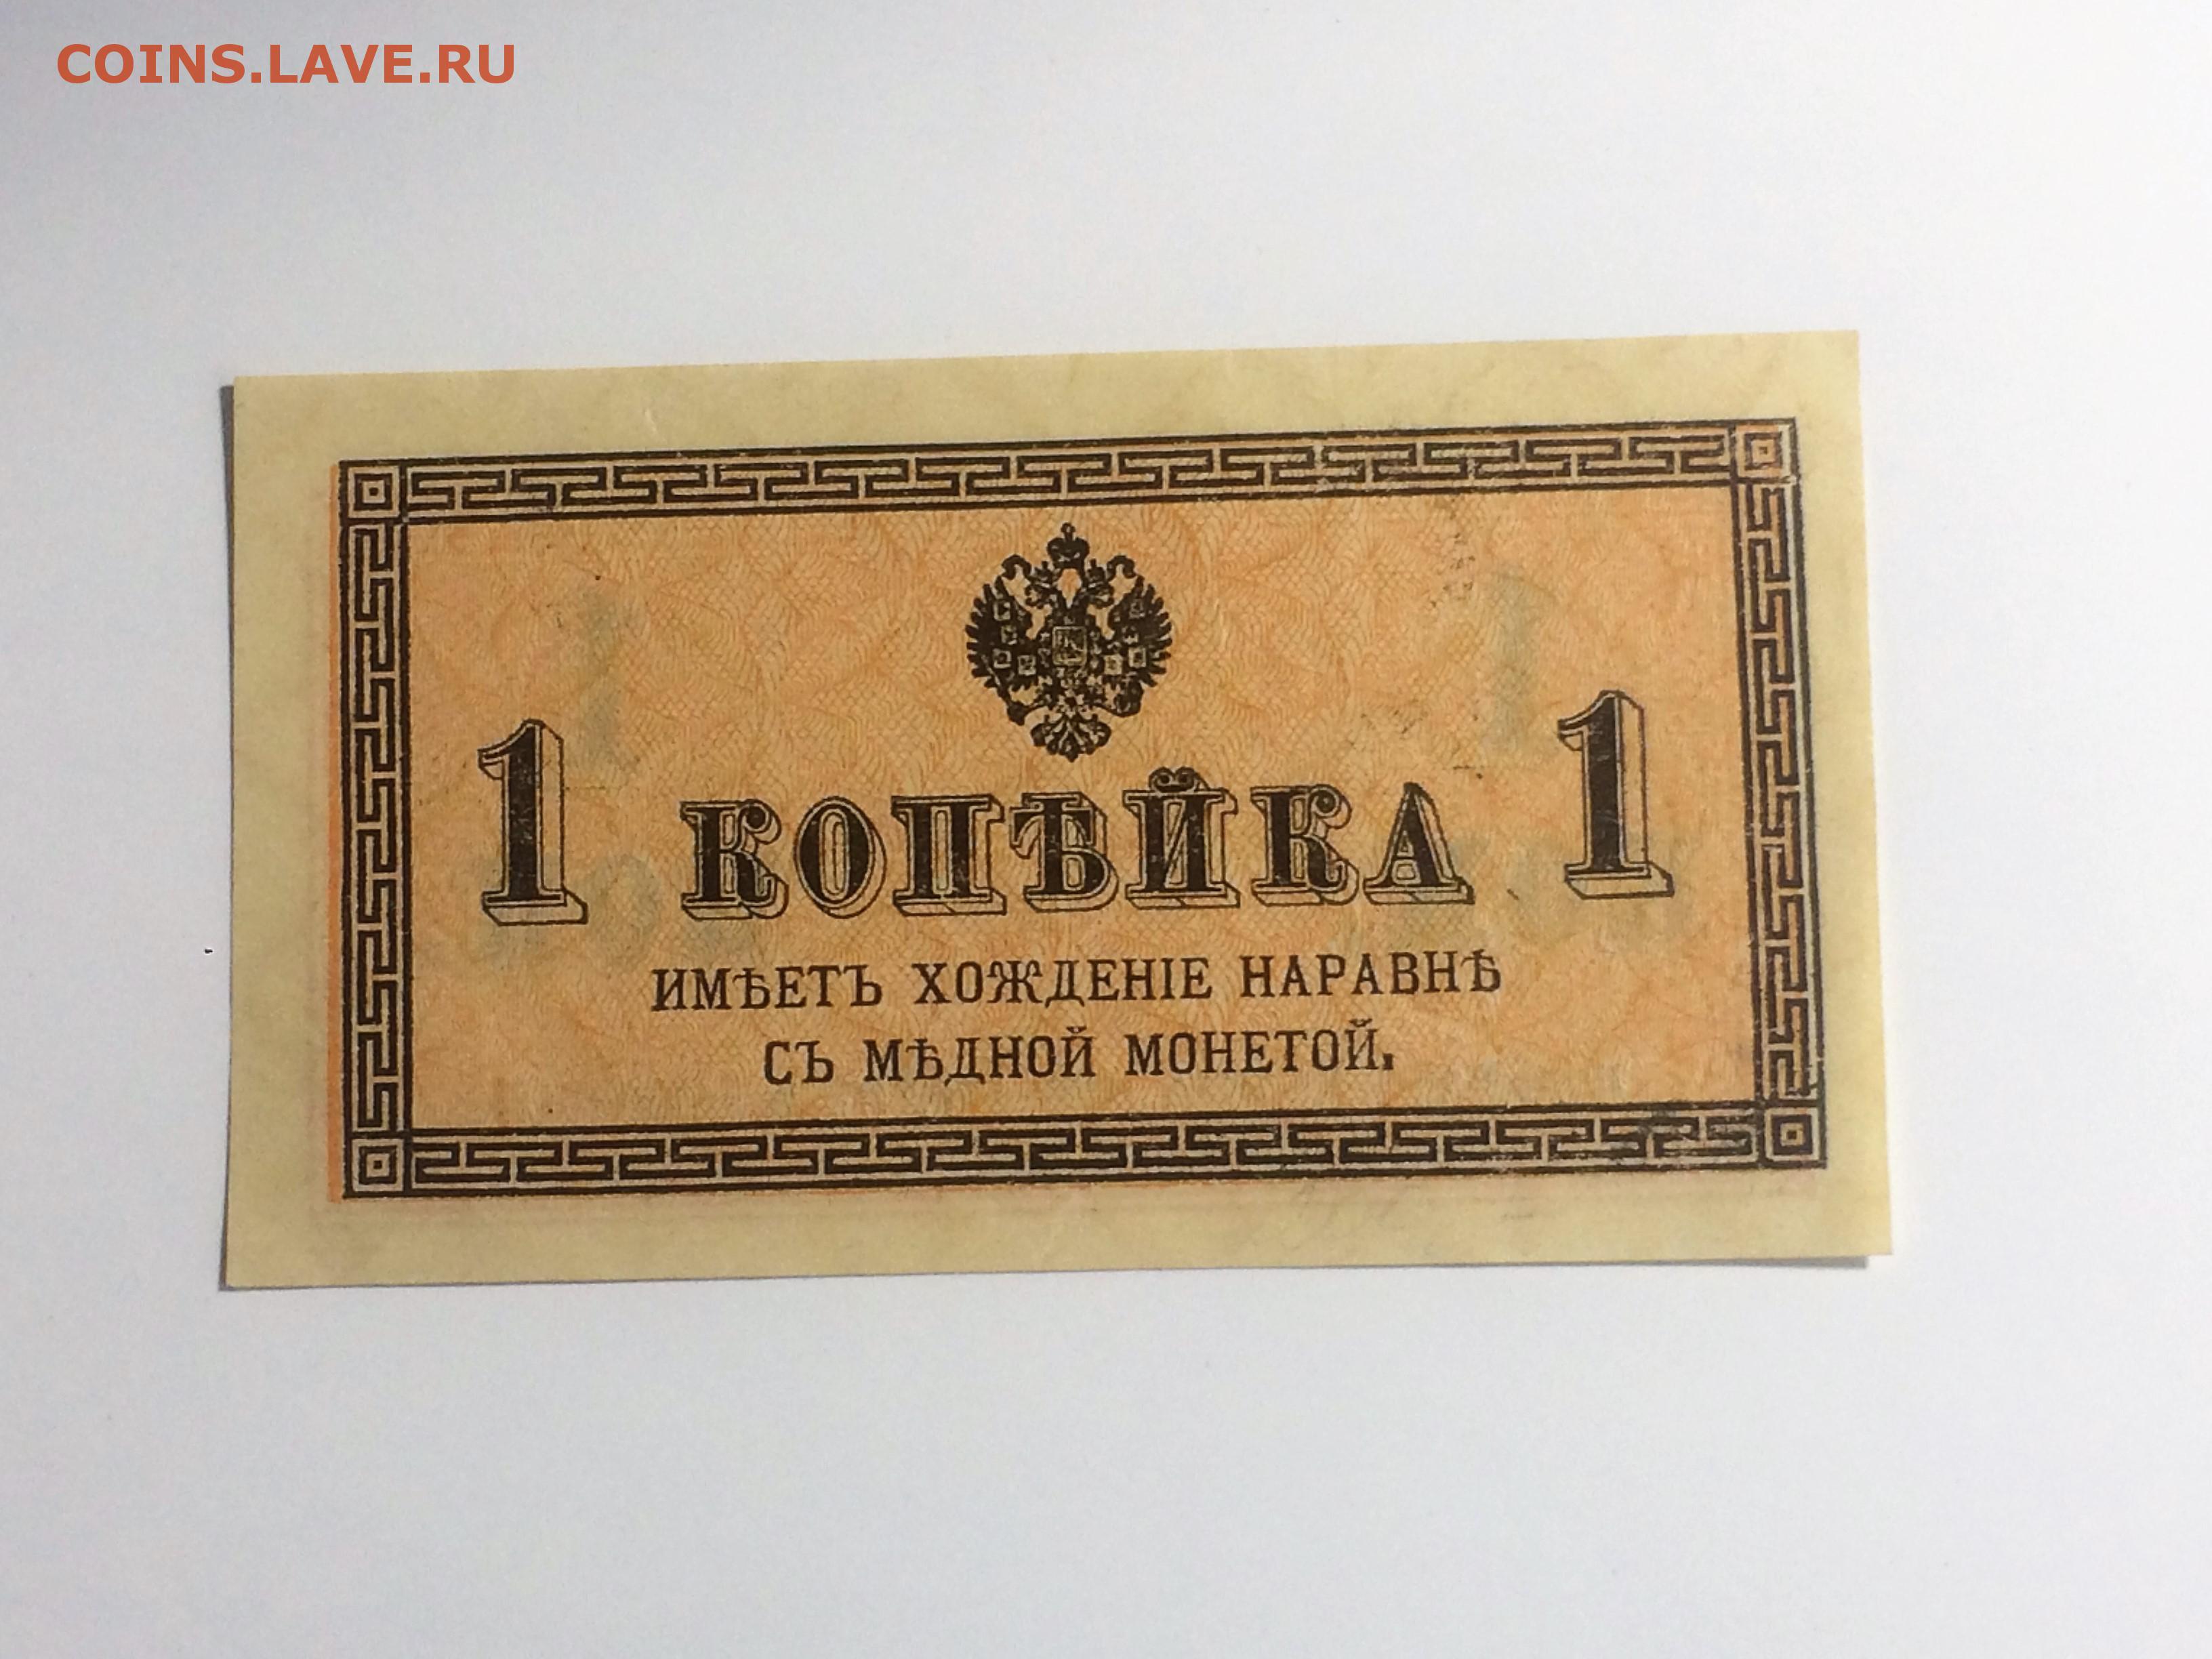 COINS.LAVE.RU
1 КОПѢЙКА 1
ИМѢЕТЪ ХОЖДЕНІЕ НАРАВНѢ
СЪ МѢДНОЙ МОНЕТОЙ.